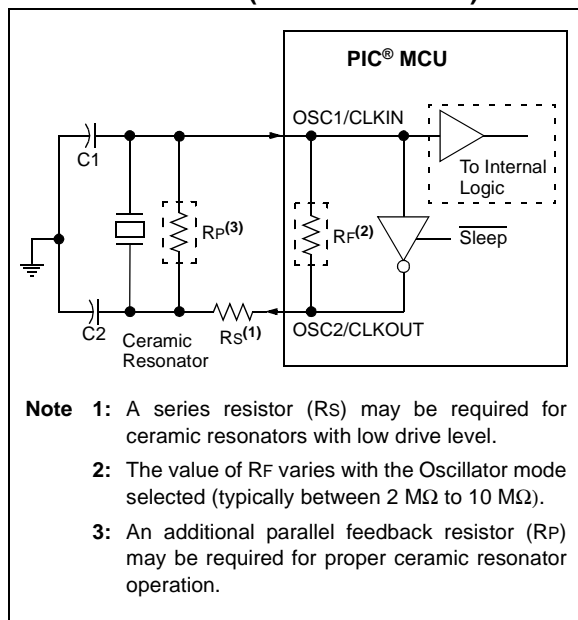 PIC® MCU
OSC1/CLKIN
C1
To Internal
Logic
RP(3)
RF(2)
Sleep
C2
Ceramic
Resonator
RS(1)
OSC2/CLKOUT
Note 1: A series resistor (RS) may be required for
ceramic resonators with low drive level.
2: The value of RF varies with the Oscillator mode
selected (typically between 2 MΩ to 10 MΩ).
3: An additional parallel feedback resistor (RP)
may be required for proper ceramic resonator
operation.